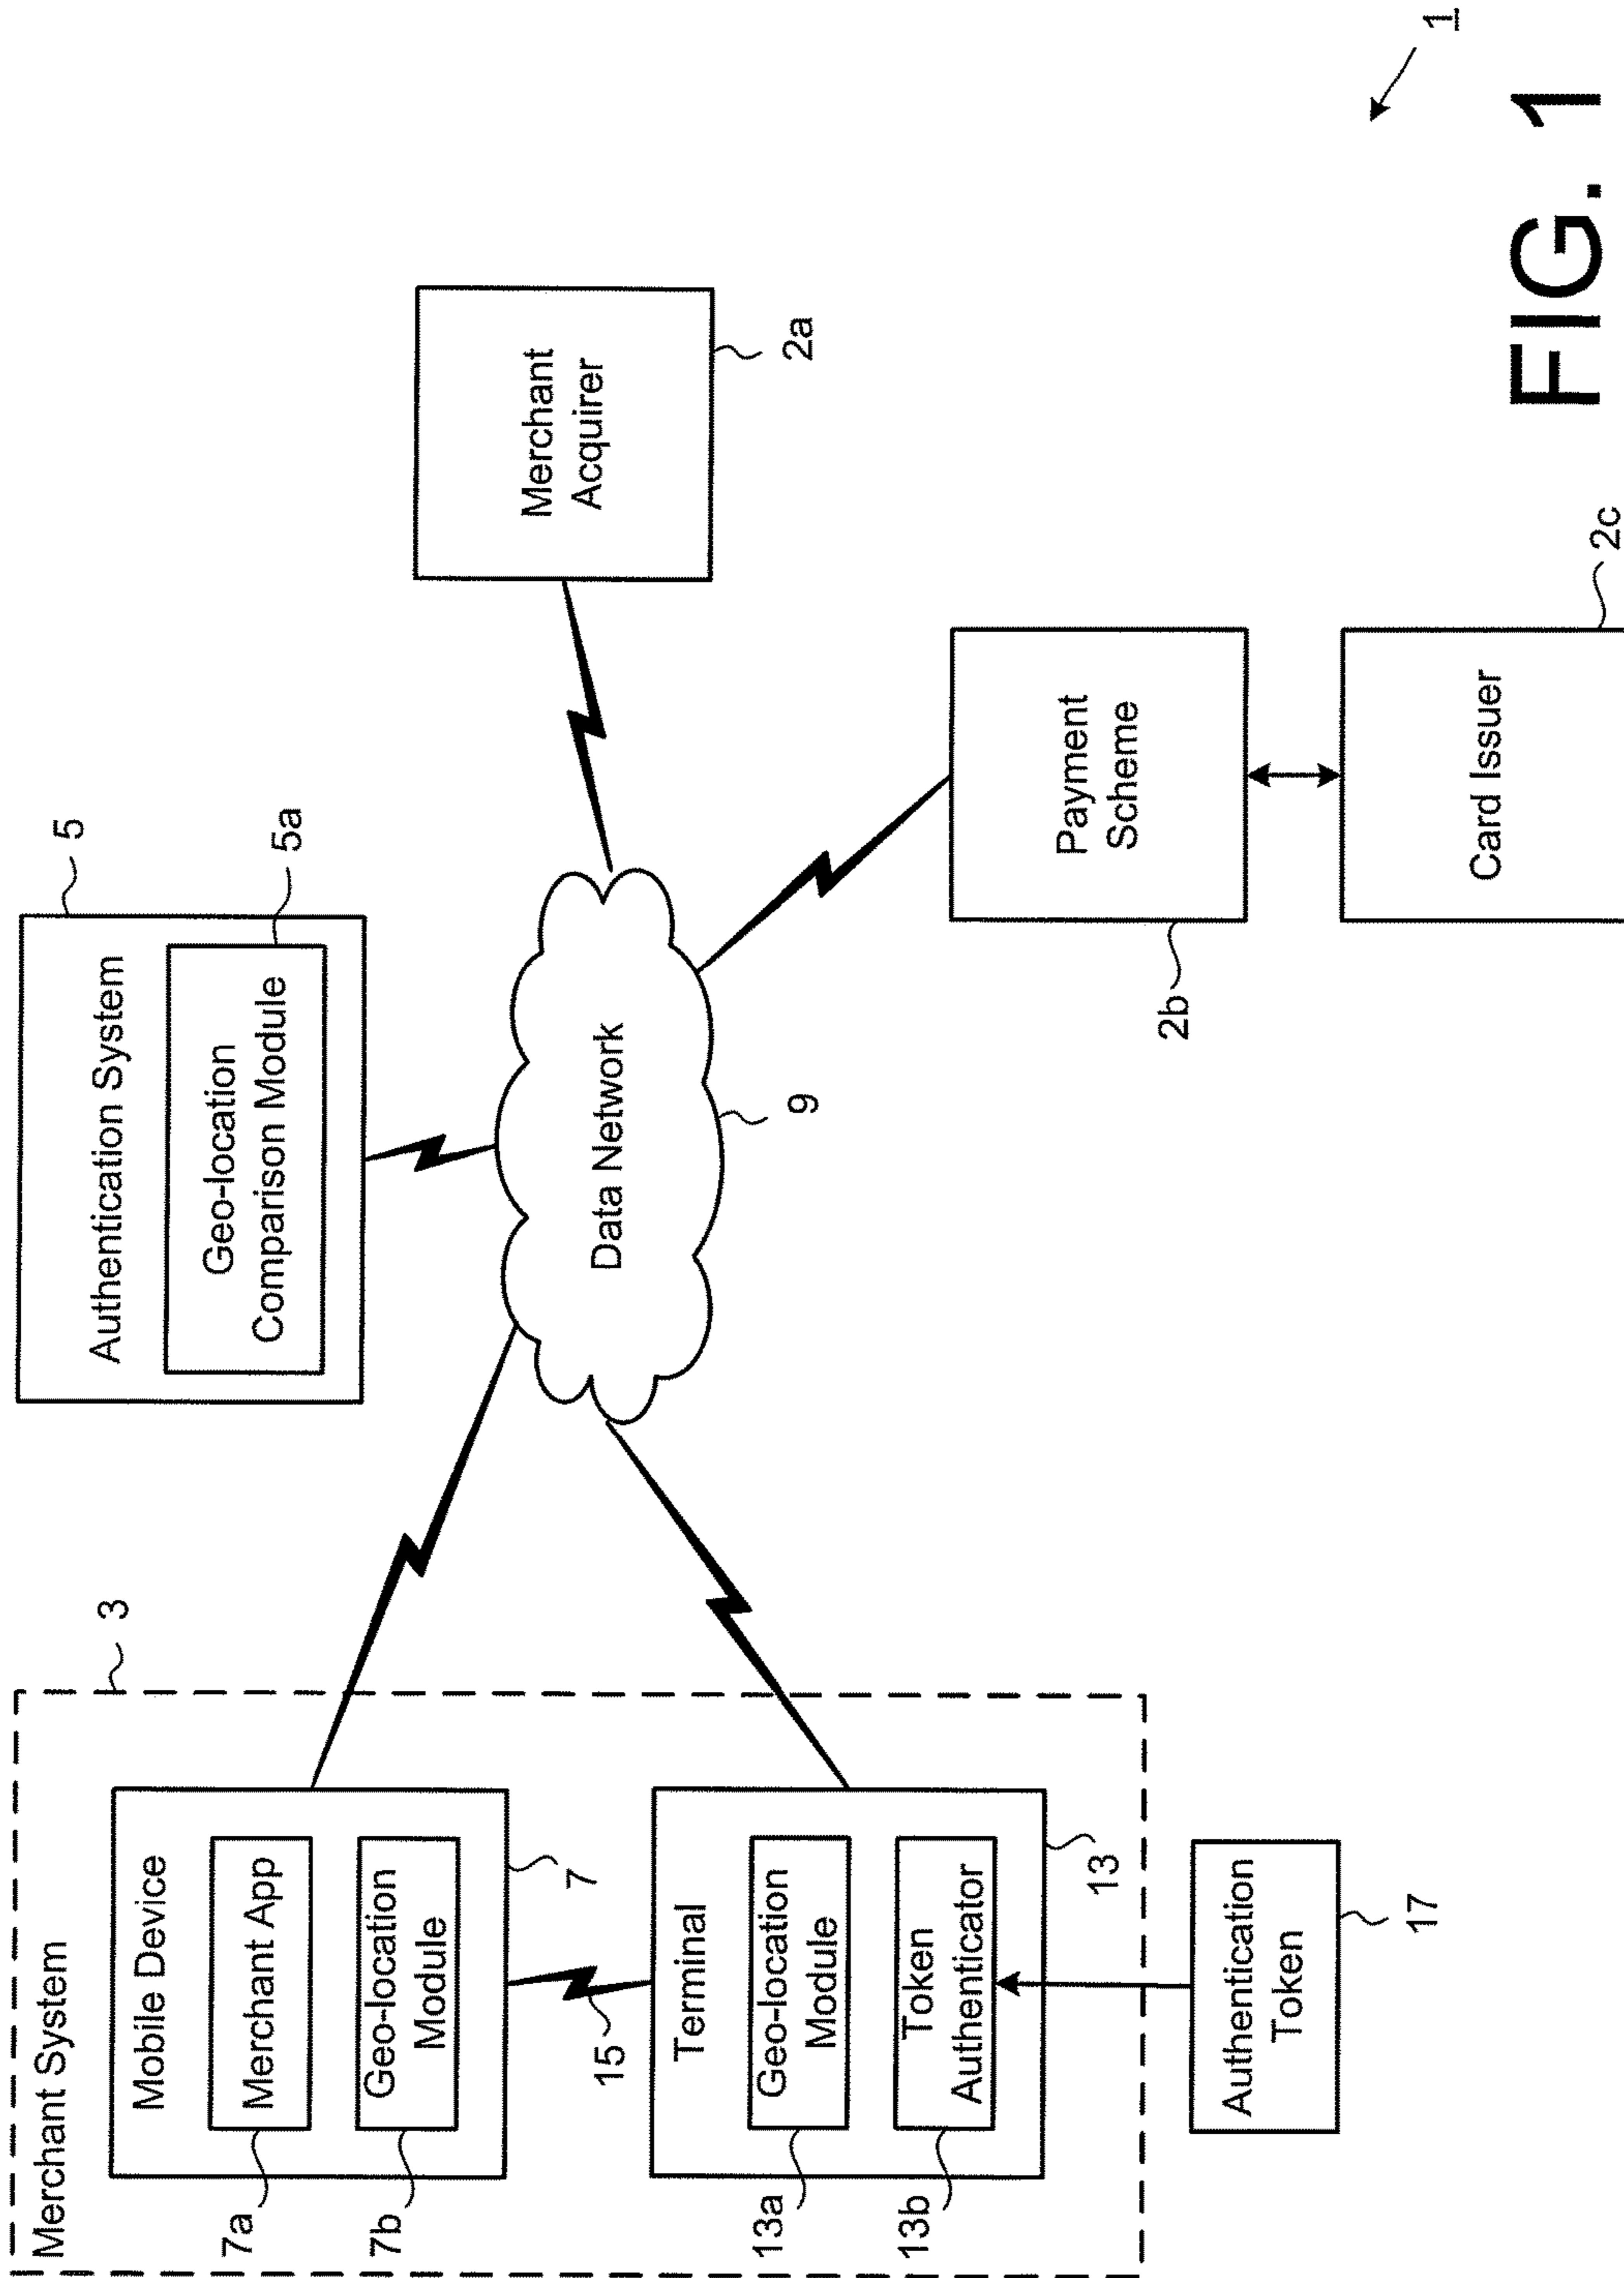 Merchant System
3
Mobile Device
Merchant App
7a
Geo-location
Module
7b
7
15
Terminal
Geo-location
Module
13a
Token
Authenticator
13b
13
Authentication
Token
17
Authentication System
5
Geo-location
Comparison Module
5a
Data Network
9
Merchant
Acquirer
2a
Payment
Scheme
2b
Card Issuer
2c
1
FIG. 1